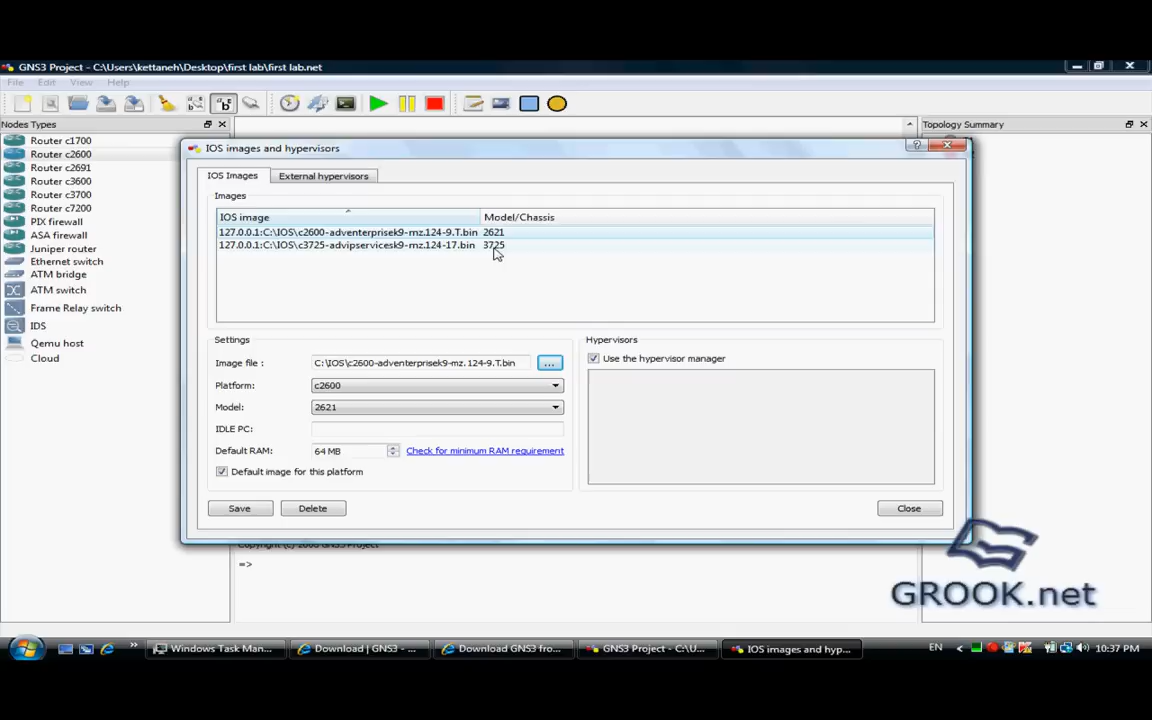 GNS3 Project - C:\Users\kettaneh\Desktop\first lab\first lab.net
File Edit View Help
Nodes Types
Topology Summary
Router c1700
Router c2600
Router c2691
Router c3600
Router c3700
Router c7200
PIX firewall
ASA firewall
Juniper router
Ethernet switch
ATM bridge
ATM switch
Frame Relay switch
IDS
Qemu host
Cloud
IOS images and hypervisors
IOS Images
External hypervisors
Images
IOS image
Model/Chassis
127.0.0.1:C:\IOS\c2600-adventerprisek9-mz.124-9.T.bin 2621
127.0.0.1:C:\IOS\c3725-advipservicesk9-mz.124-17.bin 3725
Settings
Image file :
C:\IOS\c2600-adventerprisek9-mz.124-9.T.bin
...
Platform:
c2600
Model:
2621
IDLE PC:
Default RAM:
64 MB
Check for minimum RAM requirement
Default image for this platform
Save
Delete
Hypervisors
Use the hypervisor manager
Close
=>
GROOK.net
Windows Task Man...
Download | GNS3 - ...
Download GNS3 fro...
GNS3 Project - C:\U...
IOS images and hyp...
EN
10:37 PM